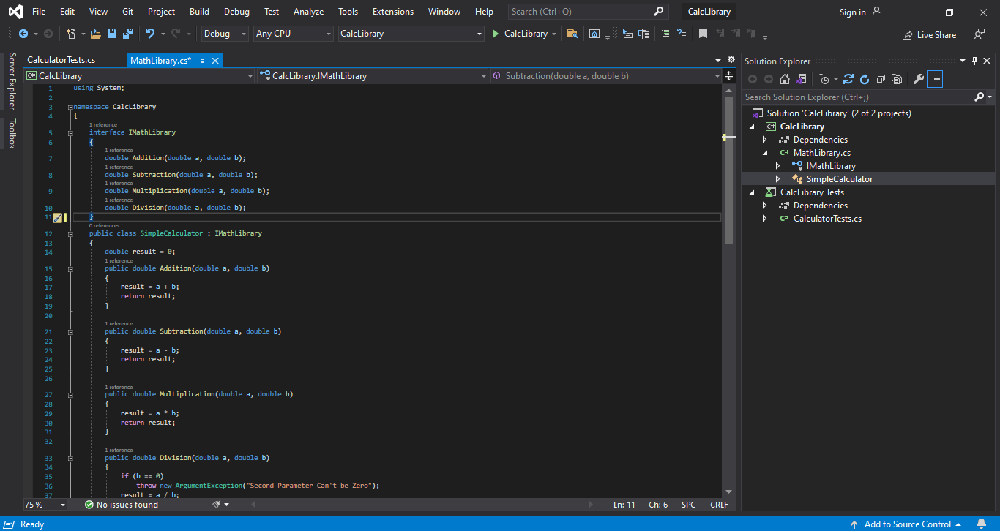 File Edit View Git Project Build Debug Test Analyze Tools Extensions Window Help Search (Ctrl+Q) CalcLibrary Sign in
Debug Any CPU CalcLibrary CalcLibrary Live Share
Server Explorer
Toolbox
CalculatorTests.cs MathLibrary.cs*
C# CalcLibrary CalcLibrary.IMathLibrary Subtraction(double a, double b)
1 using System;
2
3 namespace CalcLibrary
4 {
1 reference
5 interface IMathLibrary
6 {
1 reference
7 double Addition(double a, double b);
1 reference
8 double Subtraction(double a, double b);
1 reference
9 double Multiplication(double a, double b);
1 reference
10 double Division(double a, double b);
11 }
0 references
12 public class SimpleCalculator : IMathLibrary
13 {
14 double result = 0;
1 reference
15 public double Addition(double a, double b)
16 {
17 result = a + b;
18 return result;
19 }
20
1 reference
21 public double Subtraction(double a, double b)
22 {
23 result = a - b;
24 return result;
25 }
26
1 reference
27 public double Multiplication(double a, double b)
28 {
29 result = a * b;
30 return result;
31 }
32
1 reference
33 public double Division(double a, double b)
34 {
35 if (b == 0)
36 throw new ArgumentException("Second Parameter Can't be Zero");
37 result = a / b;
75 % No issues found Ln: 11 Ch: 6 SPC CRLF
Solution Explorer
Search Solution Explorer (Ctrl+;)
Solution 'CalcLibrary' (2 of 2 projects)
C# CalcLibrary
Dependencies
C# MathLibrary.cs
IMathLibrary
SimpleCalculator
CalcLibrary Tests
Dependencies
C# CalculatorTests.cs
Ready Add to Source Control